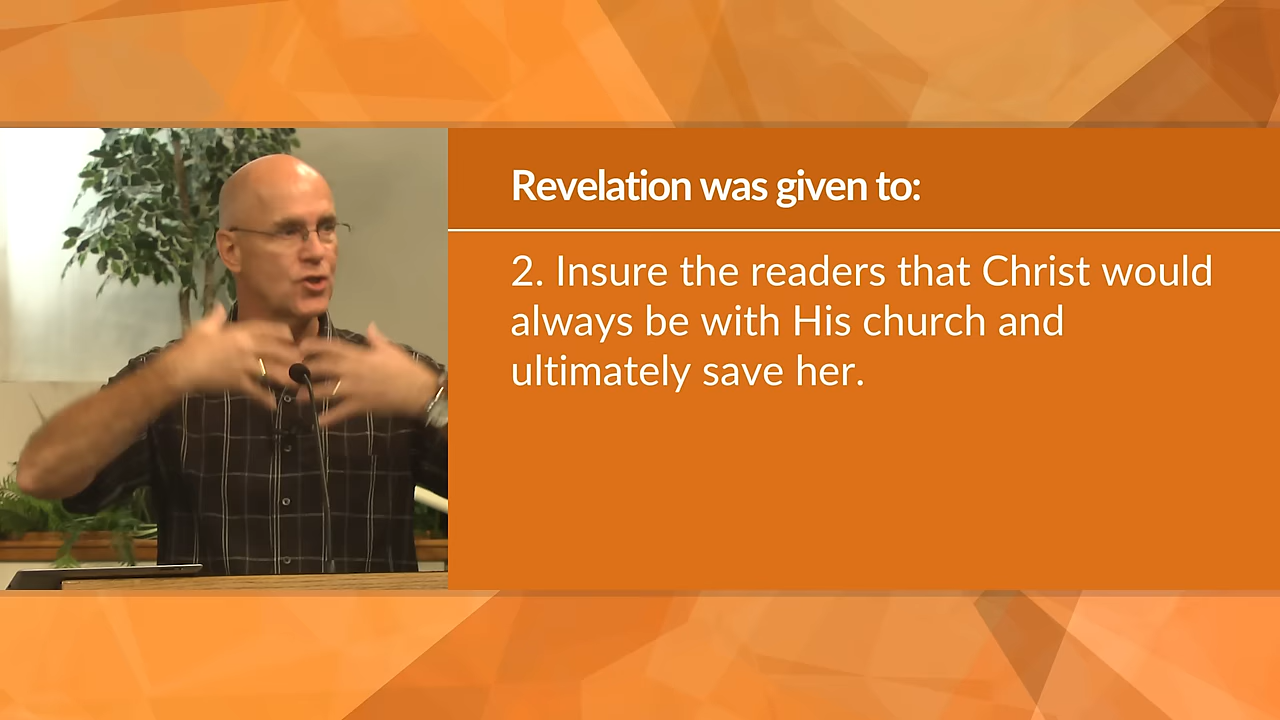 Revelation was given to:
2. Insure the readers that Christ would
always be with His church and
ultimately save her.